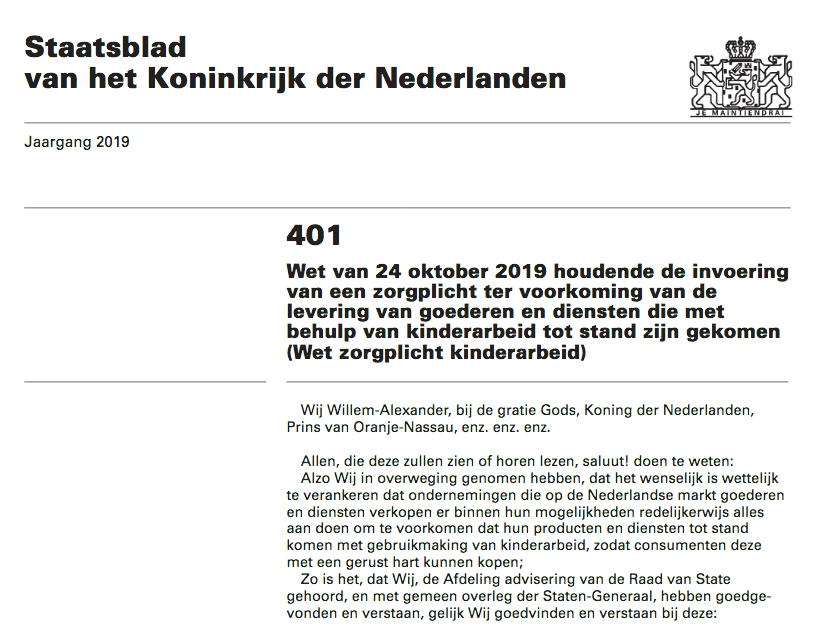 Staatsblad
van het Koninkrijk der Nederlanden
JE MAINTIENDRAI
Jaargang 2019
401
Wet van 24 oktober 2019 houdende de invoering
van een zorgplicht ter voorkoming van de
levering van goederen en diensten die met
behulp van kinderarbeid tot stand zijn gekomen
(Wet zorgplicht kinderarbeid)
Wij Willem-Alexander, bij de gratie Gods, Koning der Nederlanden,
Prins van Oranje-Nassau, enz. enz. enz.
Allen, die deze zullen zien of horen lezen, saluut! doen te weten:
Alzo Wij in overweging genomen hebben, dat het wenselijk is wettelijk
te verankeren dat ondernemingen die op de Nederlandse markt goederen
en diensten verkopen er binnen hun mogelijkheden redelijkerwijs alles
aan doen om te voorkomen dat hun producten en diensten tot stand
komen met gebruikmaking van kinderarbeid, zodat consumenten deze
met een gerust hart kunnen kopen;
Zo is het, dat Wij, de Afdeling advisering van de Raad van State
gehoord, en met gemeen overleg der Staten-Generaal, hebben goedge-
vonden en verstaan, gelijk Wij goedvinden en verstaan bij deze: